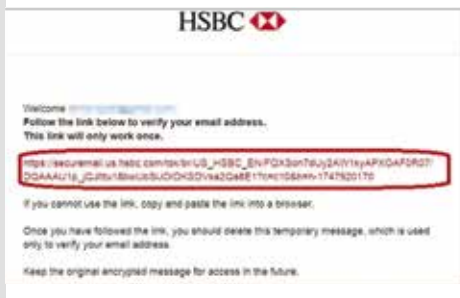 HSBC
Welcome
Follow the link below to verify your email address.
This link will only work once.
If you cannot use the link, copy and paste the link into a browser.
Once you have followed the link, you should delete this temporary message, which is used
only to verify your email address.
Keep the original encrypted message for access in the future.